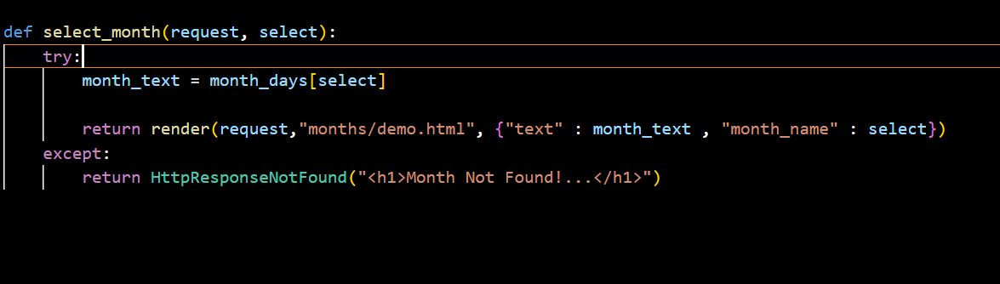 def select_month(request, select):
    try:
        month_text = month_days[select]

        return render(request,"months/demo.html", {"text" : month_text , "month_name" : select})
    except:
        return HttpResponseNotFound("<h1>Month Not Found!...</h1>")